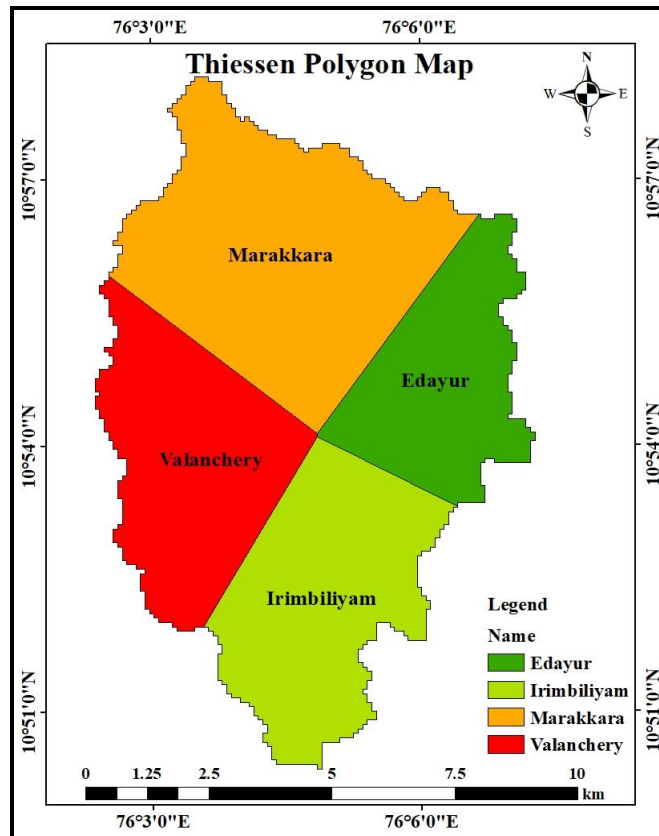 76°3'0"E 76°6'0"E
Thiessen Polygon Map
N
W E
S
10°57'0"N 10°57'0"N
Marakkara
Edayur
10°54'0"N 10°54'0"N
Valanchery
Irimbiliyam
Legend
Name
Edayur
Irimbiliyam
Marakkara
Valanchery
10°51'0"N 10°51'0"N
0 1.25 2.5 5 7.5 10
km
76°3'0"E 76°6'0"E